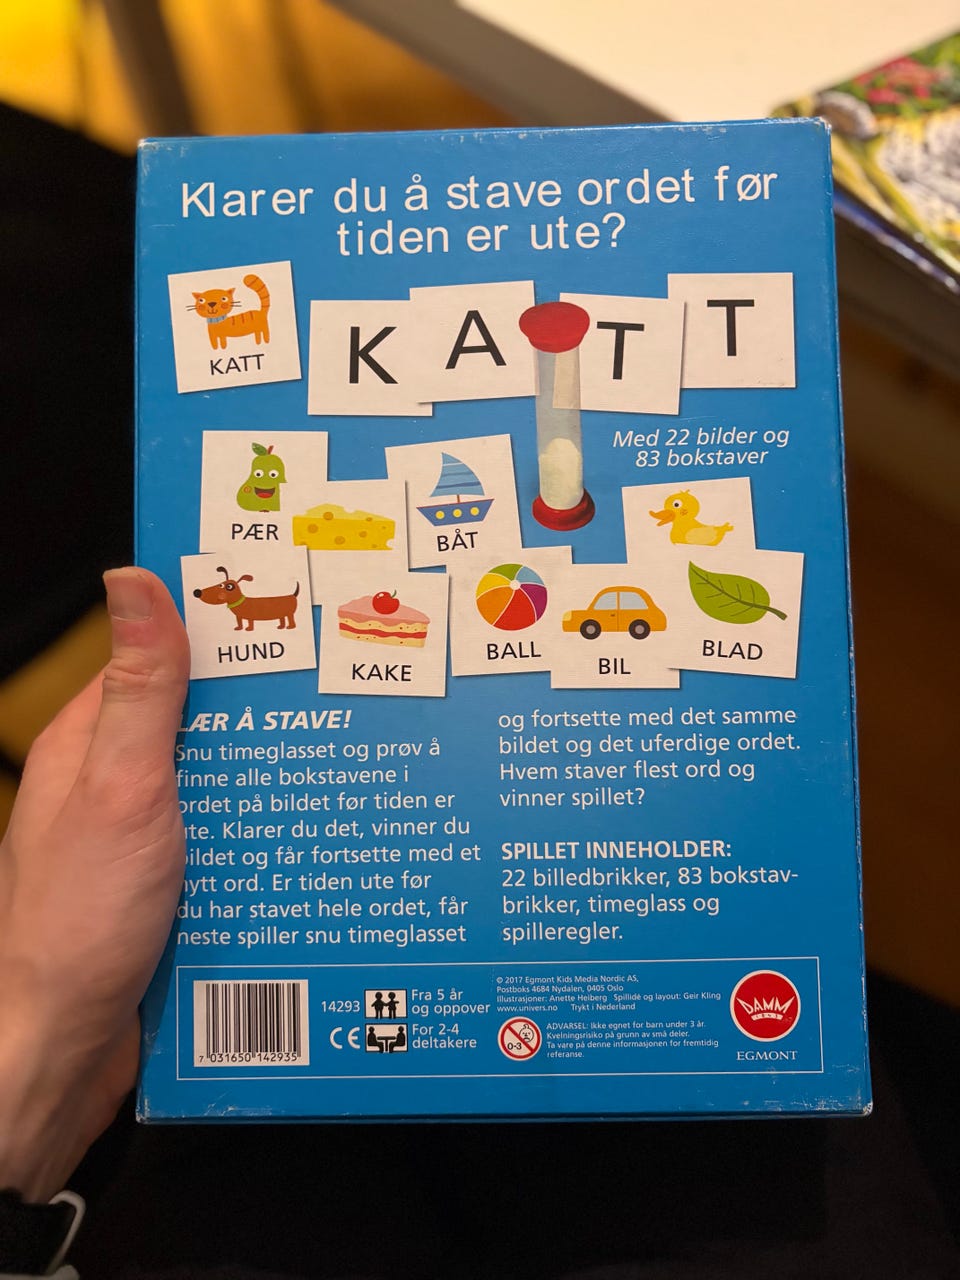 Klarer du å stave ordet før
tiden er ute?
KATT
K A T T
Med 22 bilder og
83 bokstaver
PÆR
BÅT
HUND
KAKE
BALL
BIL
BLAD
LÆR Å STAVE!
Snu timeglasset og prøv å
finne alle bokstavene i
ordet på bildet før tiden er
ute. Klarer du det, vinner du
bildet og får fortsette med et
nytt ord. Er tiden ute før
du har stavet hele ordet, får
neste spiller snu timeglasset
og fortsette med det samme
bildet og det uferdige ordet.
Hvem staver flest ord og
vinner spillet?
SPILLET INNEHOLDER:
22 billedbrikker, 83 bokstav-
brikker, timeglass og
spilleregler.
7 031650 142935
14293
CE
Fra 5 år
og oppover
For 2-4
deltakere
© 2017 Egmont Kids Media Nordic AS,
Postboks 4684 Nydalen, 0405 Oslo
Illustrasjoner: Anette Heiberg Spillidé og layout: Geir Kling
www.univers.no Trykt i Nederland
0-3
ADVARSEL: Ikke egnet for barn under 3 år.
Kvelningsrisiko på grunn av små deler.
Ta vare på denne informasjonen for fremtidig
referanse.
DAMM
EGMONT